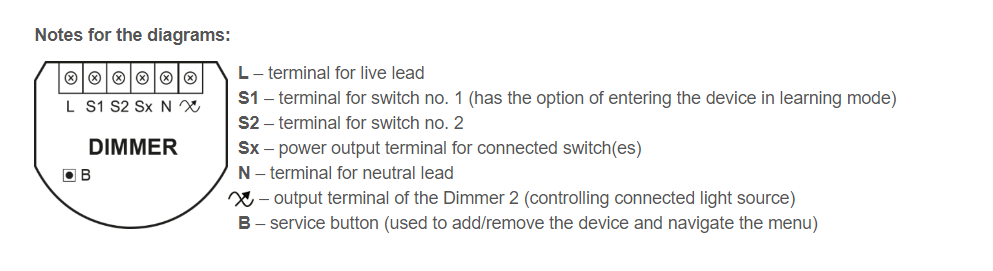 Notes for the diagrams:
L S1 S2 Sx N
DIMMER
B
L – terminal for live lead
S1 – terminal for switch no. 1 (has the option of entering the device in learning mode)
S2 – terminal for switch no. 2
Sx – power output terminal for connected switch(es)
N – terminal for neutral lead
– output terminal of the Dimmer 2 (controlling connected light source)
B – service button (used to add/remove the device and navigate the menu)